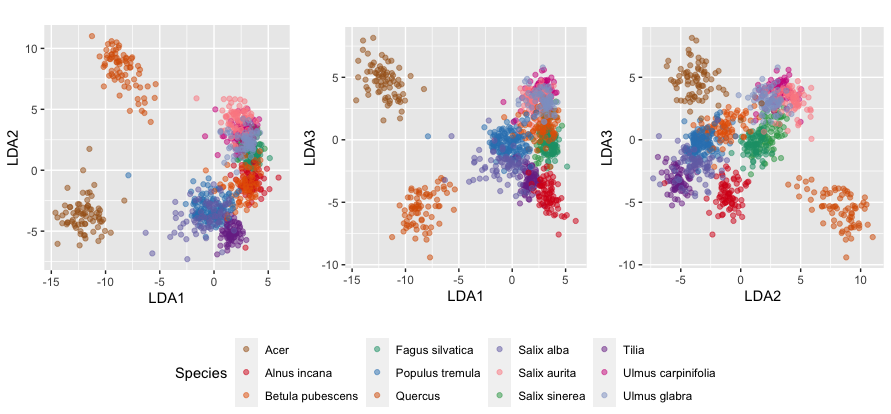 10
5
0
-5
-15
-10
-5
0
5
LDA1
LDA2
5
0
-5
-10
-15
-10
-5
0
5
LDA1
LDA3
5
0
-5
-10
-5
0
5
10
LDA2
LDA3
Species
Acer
Fagus silvatica
Salix alba
Tilia
Alnus incana
Populus tremula
Salix aurita
Ulmus carpinifolia
Betula pubescens
Quercus
Salix sinerea
Ulmus glabra